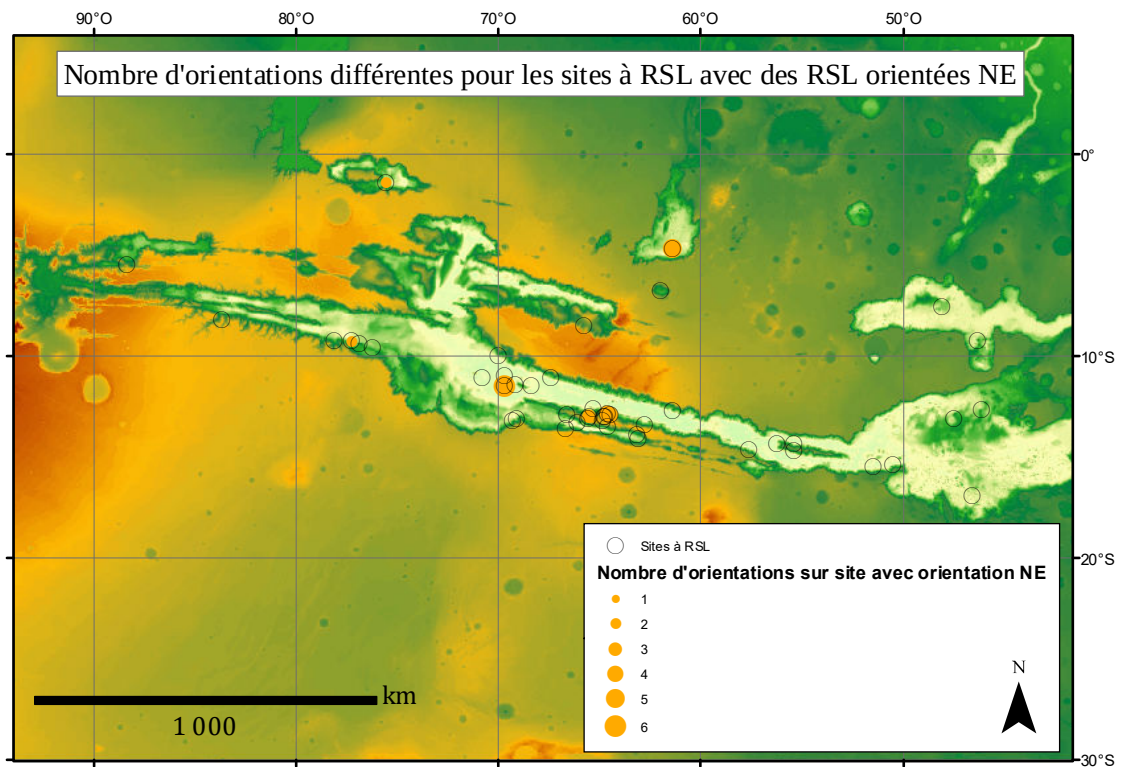 90°O 80°O 70°O 60°O 50°O
Nombre d'orientations différentes pour les sites à RSL avec des RSL orientées NE
0°
10°S
20°S
Sites à RSL
Nombre d'orientations sur site avec orientation NE
1
2
3
4
5
6
N
km
1 000
30°S